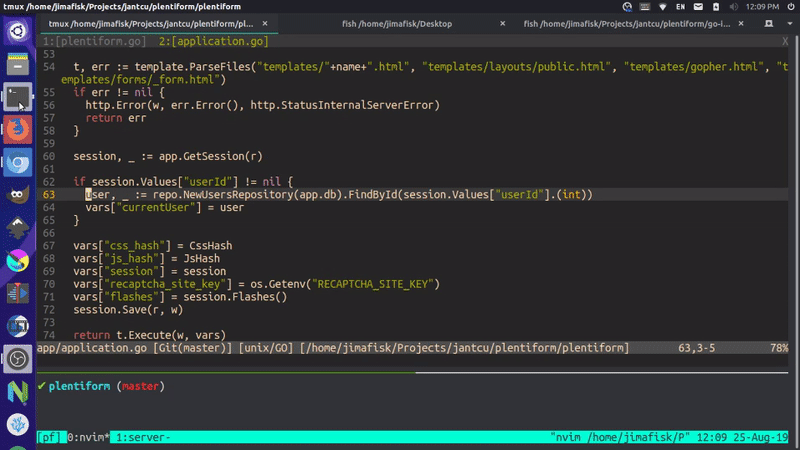 tmux /home/jimafisk/Projects/jantcu/plentiform/pl...
EN
12:09 PM
tmux /home/jimafisk/Projects/jantcu/plentiform/pl...
fish /home/jimafisk/Desktop
fish /home/jimafisk/Projects/jantcu/plentiform/go-i...
1:[plentiform.go] 2:[application.go] X
53
54 t, err := template.ParseFiles("templates/"+name+".html", "templates/layouts/public.html", "templates/gopher.html", "t
emplates/forms/_form.html")
55 if err != nil {
56 http.Error(w, err.Error(), http.StatusInternalServerError)
57 return err
58 }
59
60 session, _ := app.GetSession(r)
61
62 if session.Values["userId"] != nil {
63 user, _ := repo.NewUsersRepository(app.db).FindById(session.Values["userId"].(int))
64 vars["currentUser"] = user
65 }
66
67 vars["css_hash"] = CssHash
68 vars["js_hash"] = JsHash
69 vars["session"] = session
70 vars["recaptcha_site_key"] = os.Getenv("RECAPTCHA_SITE_KEY")
71 vars["flashes"] = session.Flashes()
72 session.Save(r, w)
73
74 return t.Execute(w, vars)
app/application.go [Git(master)] [unix/GO] [/home/jimafisk/Projects/jantcu/plentiform/plentiform] 63,3-5 78%
✔ plentiform (master)
[pf] 0:nvim* 1:server- "nvim /home/jimafisk/P" 12:09 25-Aug-19